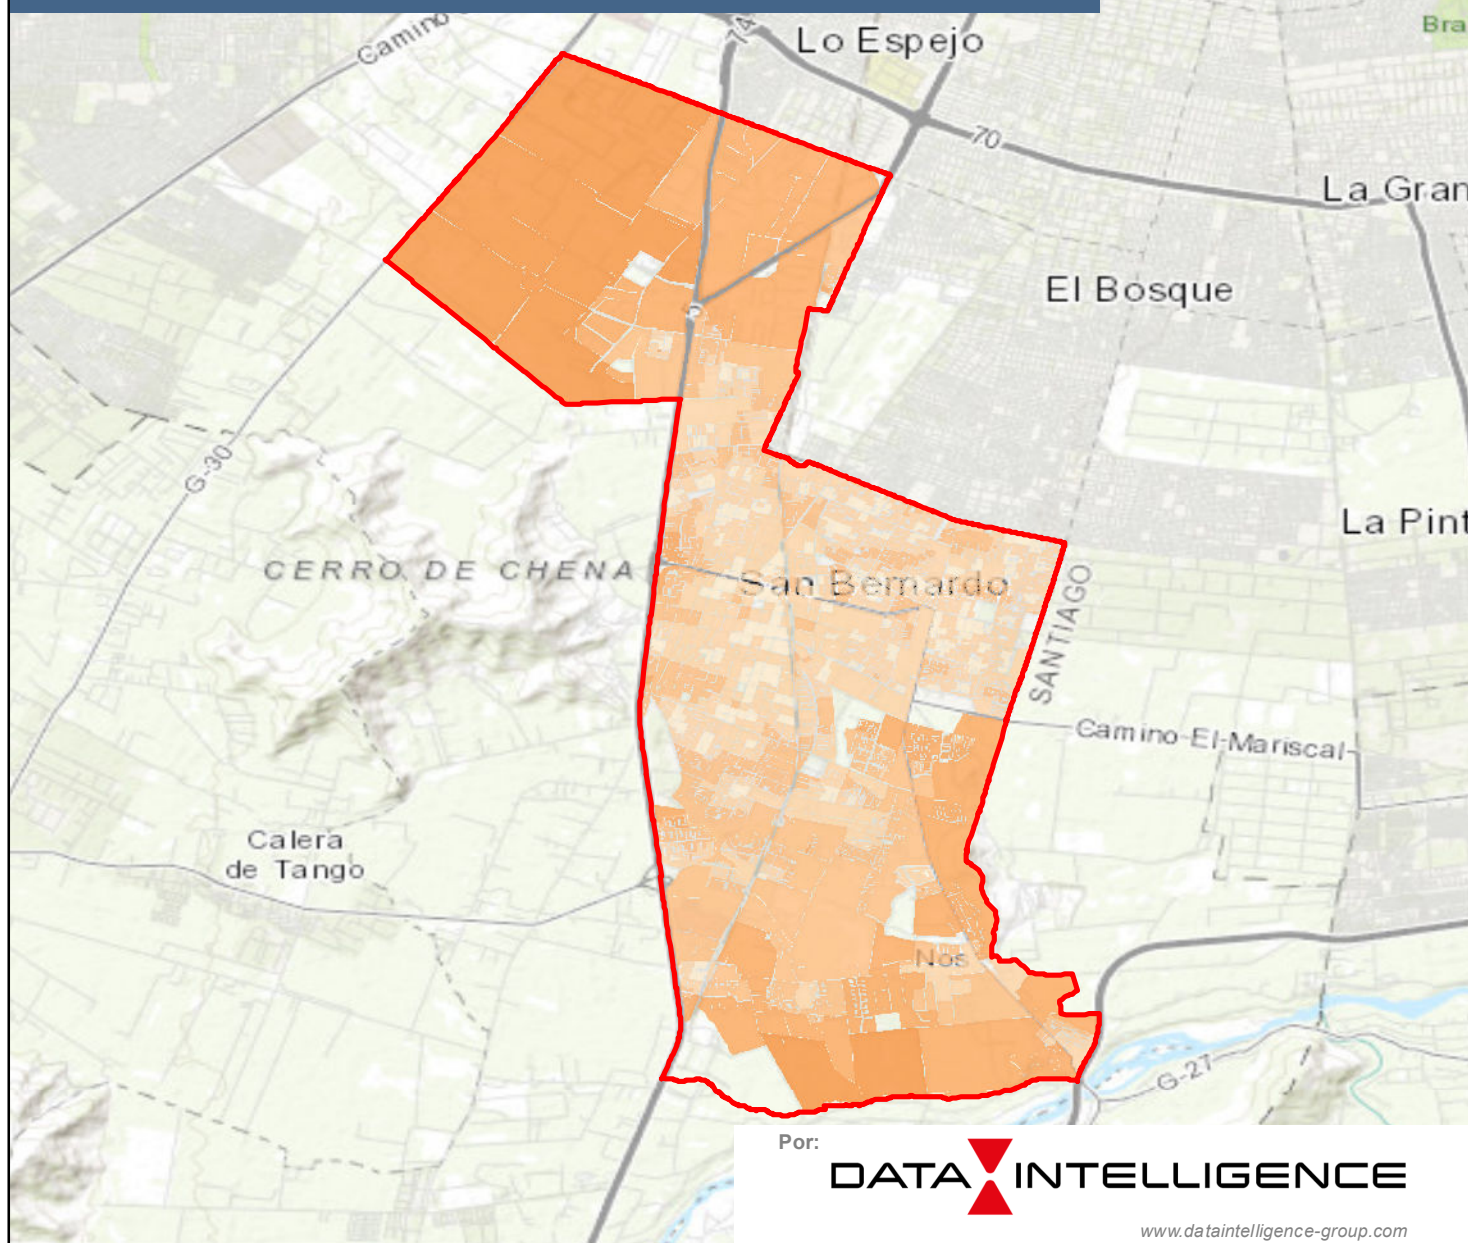 Camino
74
Lo Espejo
Bra
70
La Gran
El Bosque
G-30
La Pint
CERRO DE CHENA
San Bernardo
SANTIAGO
Camino El Mariscal
Calera
de Tango
Nos
G-27
Por:
DATA INTELLIGENCE
www.dataintelligence-group.com